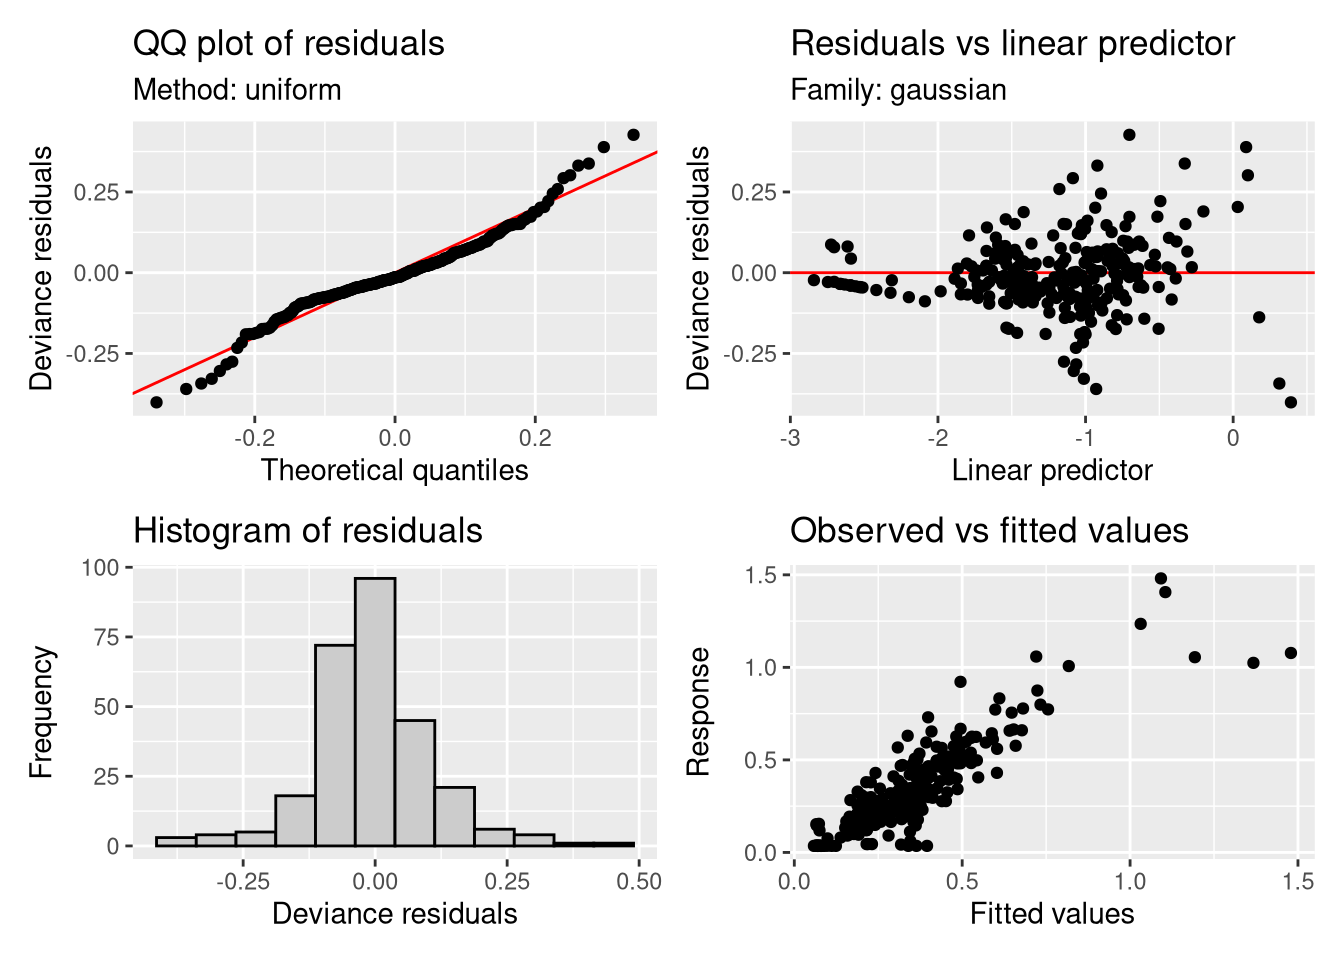 QQ plot of residuals
Method: uniform
Deviance residuals
0.25
0.00
-0.25
-0.2
0.0
0.2
Theoretical quantiles
Residuals vs linear predictor
Family: gaussian
Deviance residuals
0.25
0.00
-0.25
-3
-2
-1
0
Linear predictor
Histogram of residuals
Frequency
100
75
50
25
0
-0.25
0.00
0.25
0.50
Deviance residuals
Observed vs fitted values
Response
1.5
1.0
0.5
0.0
0.0
0.5
1.0
1.5
Fitted values